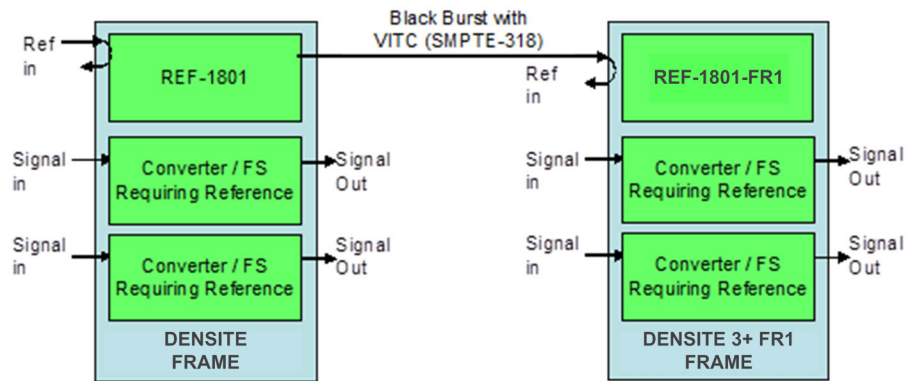 Black Burst with
VITC (SMPTE-318)
Ref
in
REF-1801
Signal
in
Converter / FS
Requiring Reference
Signal
Out
Signal
in
Converter / FS
Requiring Reference
Signal
Out
DENSITE
FRAME
Ref
in
REF-1801-FR1
Signal
in
Converter / FS
Requiring Reference
Signal
Out
Signal
in
Converter / FS
Requiring Reference
Signal
Out
DENSITE 3+ FR1
FRAME